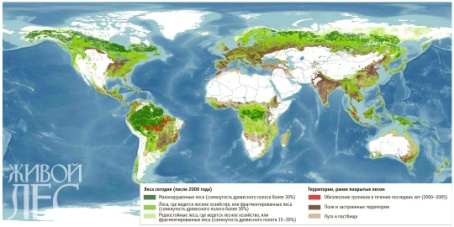 ЖИВОЙ
ЛЕС
Леса сегодня (после 2000 года)
Малонарушенные леса (сомкнутость древесного полога более 30%)
Леса, где ведется лесное хозяйство, или фрагментированные леса
(сомкнутость древесного полога более 30%)
Редкостойные леса, где ведется лесное хозяйство, или
фрагментированные леса (сомкнутость древесного полога 12–30%)
Территории, ранее покрытые лесом
Обезлесение тропиков в течение последних лет (2000–2005)
Поля и застроенные территории
Луга и пастбища